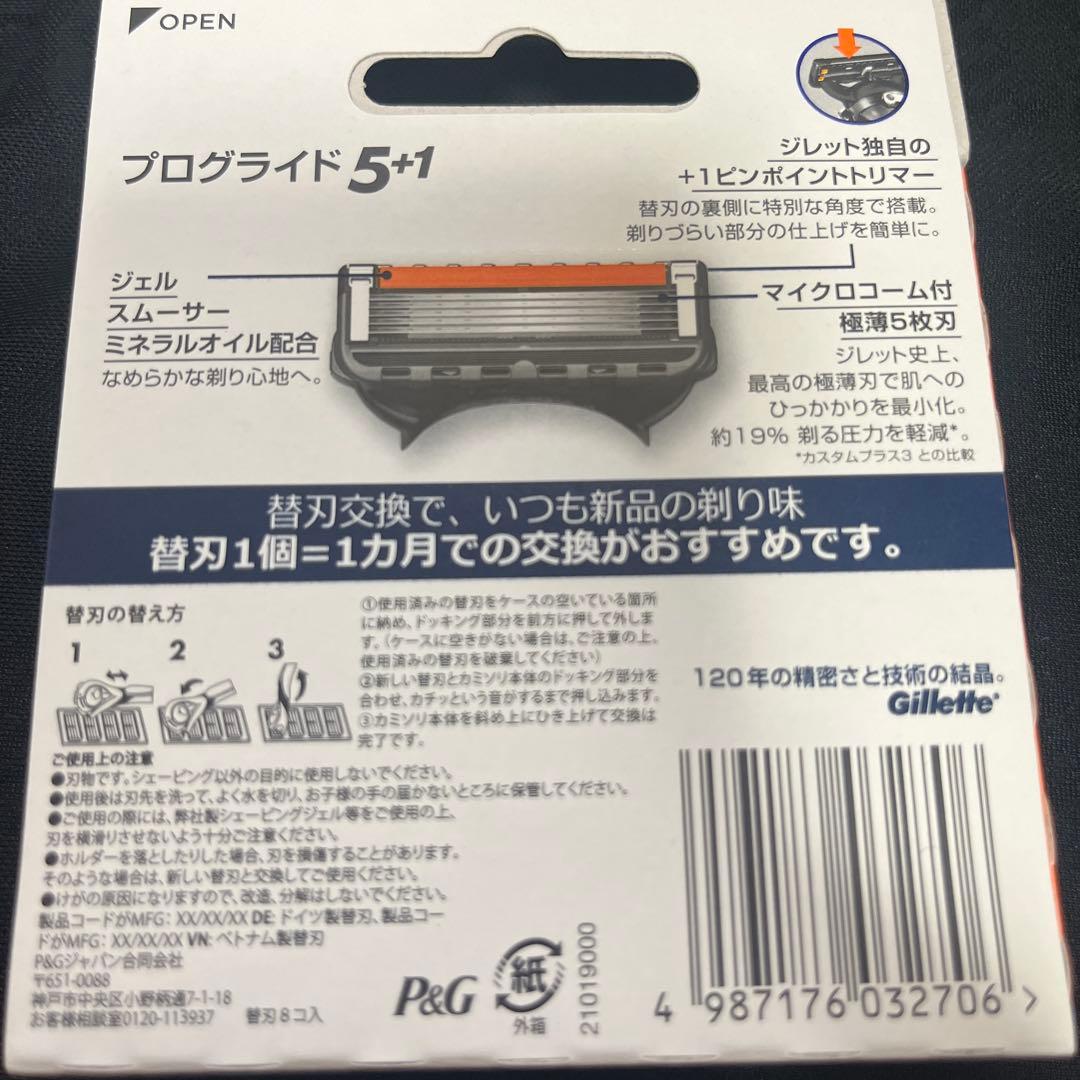 OPEN
プログライド5+1
ジレット独自の
+1ピンポイントトリマー
替刃の裏側に特別な角度で搭載。
剃りづらい部分の仕上げを簡単に。
ジェル
スムーサー
ミネラルオイル配合
なめらかな剃り心地へ。
マイクロコーム付
極薄5枚刃
ジレット史上、
最高の極薄刃で肌への
ひっかかりを最小化。
約19% 剃る圧力を軽減*。
*カスタムプラス3 との比較
替刃交換で、いつも新品の剃り味
替刃1個=1カ月での交換がおすすめです。
替刃の替え方
1 2 3
①使用済みの替刃をケースの空いている箇所
に納め、ドッキング部分を前方に押して外しま
す。(ケースに空きがない場合は、ご注意の上、
使用済みの替刃を破棄してください)
②新しい替刃とカミソリ本体のドッキング部分を
合わせ、カチッという音がするまで押し込みます。
③カミソリ本体を斜め上にひき上げて交換は
完了です。
120年の精密さと技術の結晶。
Gillette®
ご使用上の注意
●刃物です。シェービング以外の目的に使用しないでください。
●使用後は刃先を洗って、よく水を切り、お子様の手の届かないところに保管してください。
●ご使用の際には、弊社製シェービングジェル等をご使用の上、
刃を横滑りさせないよう十分ご注意ください。
●ホルダーを落としたりした場合、刃を損傷することがあります。
そのような場合は、新しい替刃と交換してご使用ください。
●けがの原因になりますので、改造、分解はしないでください。
製品コードがMFG: XX/XX/XX DE: ドイツ製替刃、製品コー
ドがMFG: XX/XX/XX VN: ベトナム製替刃
P&Gジャパン合同会社
〒651-0088
神戸市中央区小野柄通7-1-18
お客様相談室0120-113937 替刃8コ入
P&G
紙
外箱
21019000
4 987176 032706 >